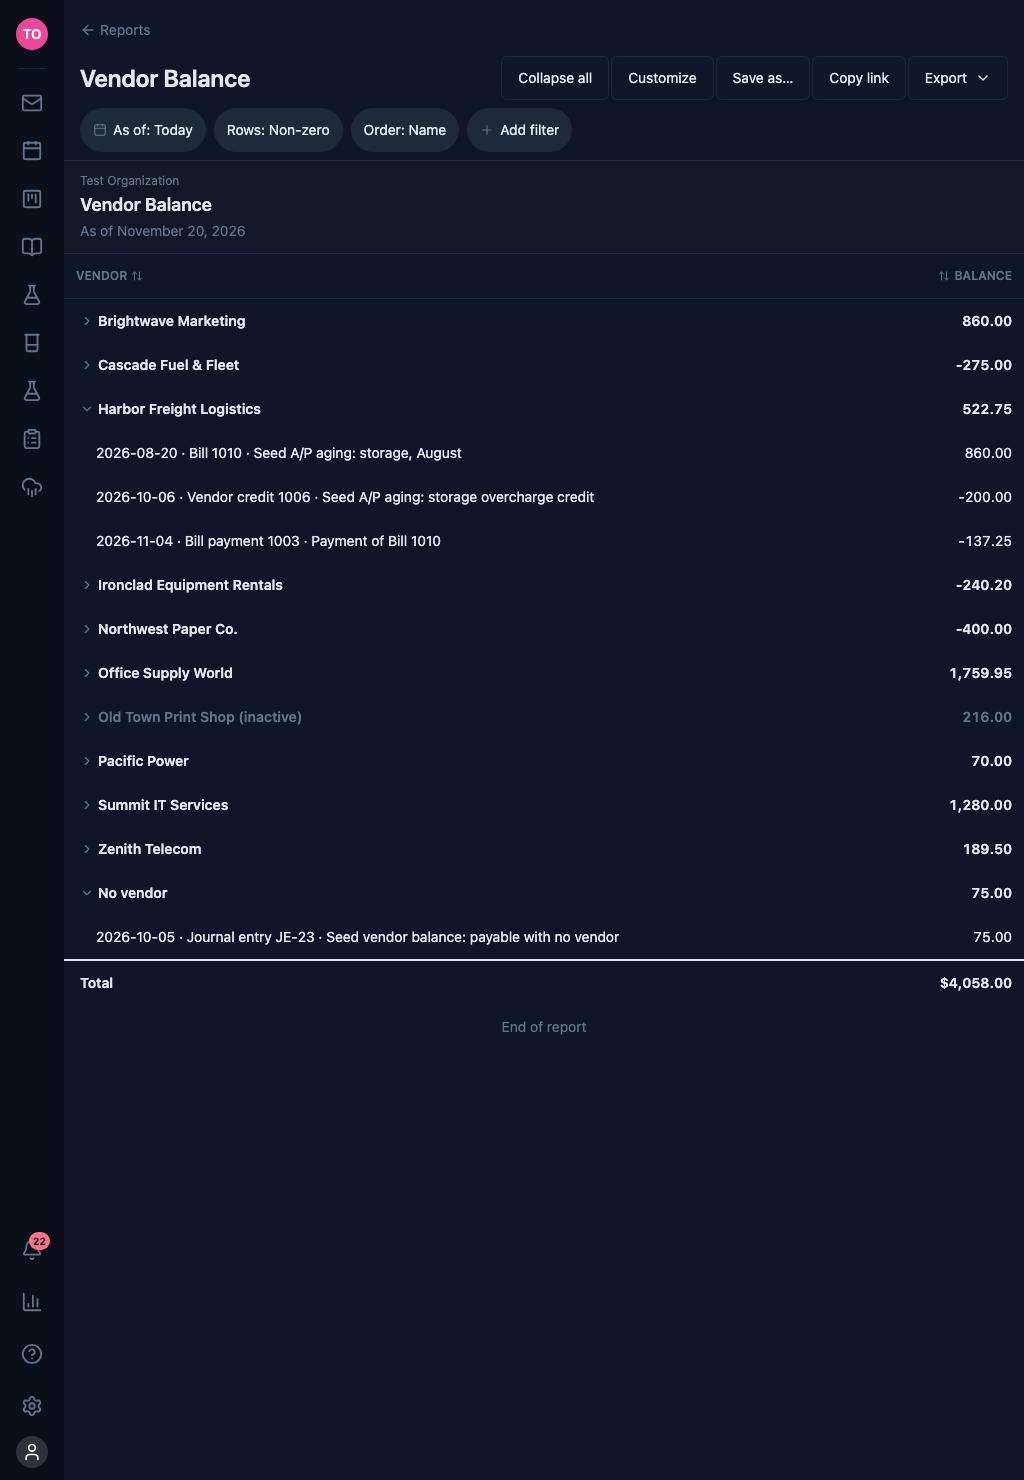 TO
Reports
Vendor Balance
Collapse all
Customize
Save as...
Copy link
Export
As of: Today
Rows: Non-zero
Order: Name
Add filter
Test Organization
Vendor Balance
As of November 20, 2026
VENDOR BALANCE
Brightwave Marketing 860.00
Cascade Fuel & Fleet -275.00
Harbor Freight Logistics 522.75
2026-08-20 · Bill 1010 · Seed A/P aging: storage, August 860.00
2026-10-06 · Vendor credit 1006 · Seed A/P aging: storage overcharge credit -200.00
2026-11-04 · Bill payment 1003 · Payment of Bill 1010 -137.25
Ironclad Equipment Rentals -240.20
Northwest Paper Co. -400.00
Office Supply World 1,759.95
Old Town Print Shop (inactive) 216.00
Pacific Power 70.00
Summit IT Services 1,280.00
Zenith Telecom 189.50
No vendor 75.00
2026-10-05 · Journal entry JE-23 · Seed vendor balance: payable with no vendor 75.00
Total $4,058.00
End of report
22